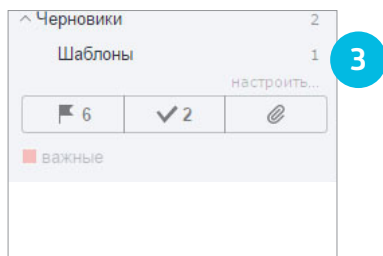 Черновики 2
Шаблоны 1
3
настроить...
6 2
важные